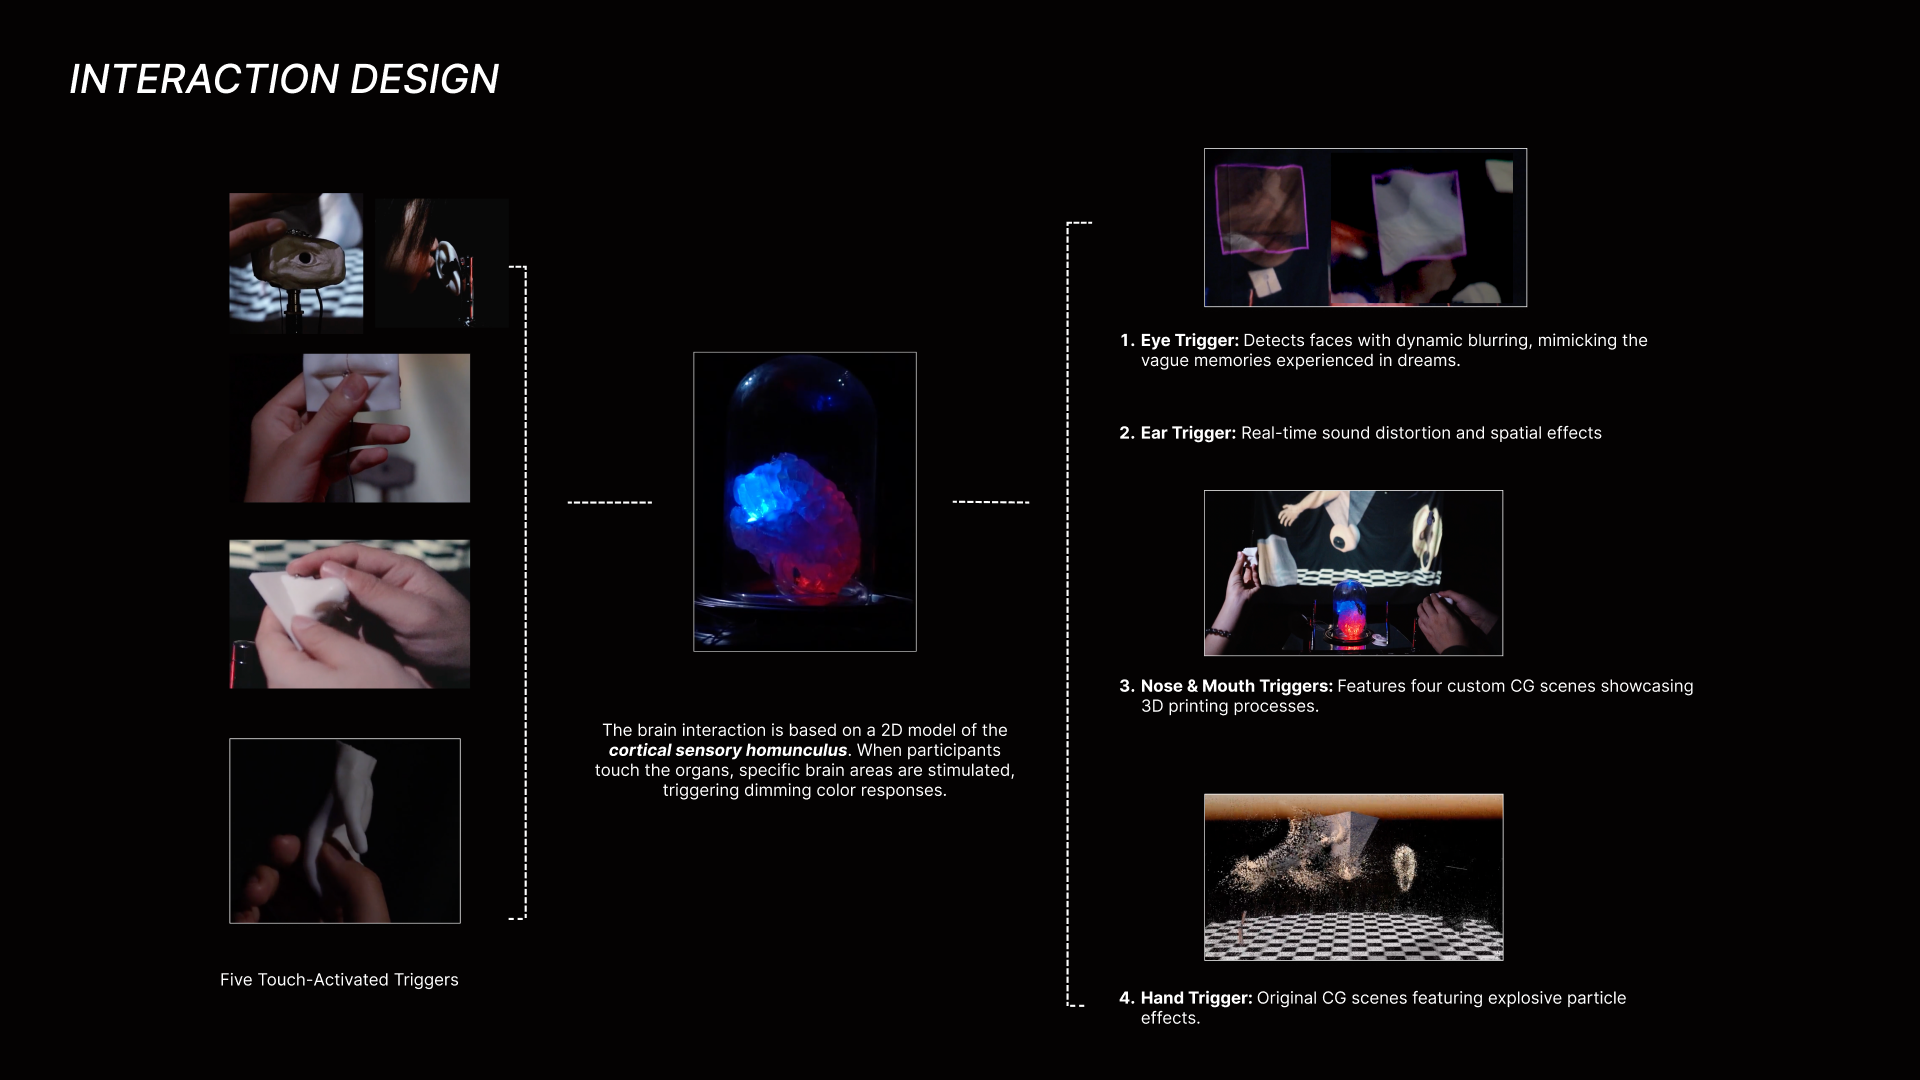 INTERACTION DESIGN
Five Touch-Activated Triggers
The brain interaction is based on a 2D model of the
cortical sensory homunculus. When participants
touch the organs, specific brain areas are stimulated,
triggering dimming color responses.
1. Eye Trigger: Detects faces with dynamic blurring, mimicking the
vague memories experienced in dreams.
2. Ear Trigger: Real-time sound distortion and spatial effects
3. Nose & Mouth Triggers: Features four custom CG scenes showcasing
3D printing processes.
4. Hand Trigger: Original CG scenes featuring explosive particle
effects.